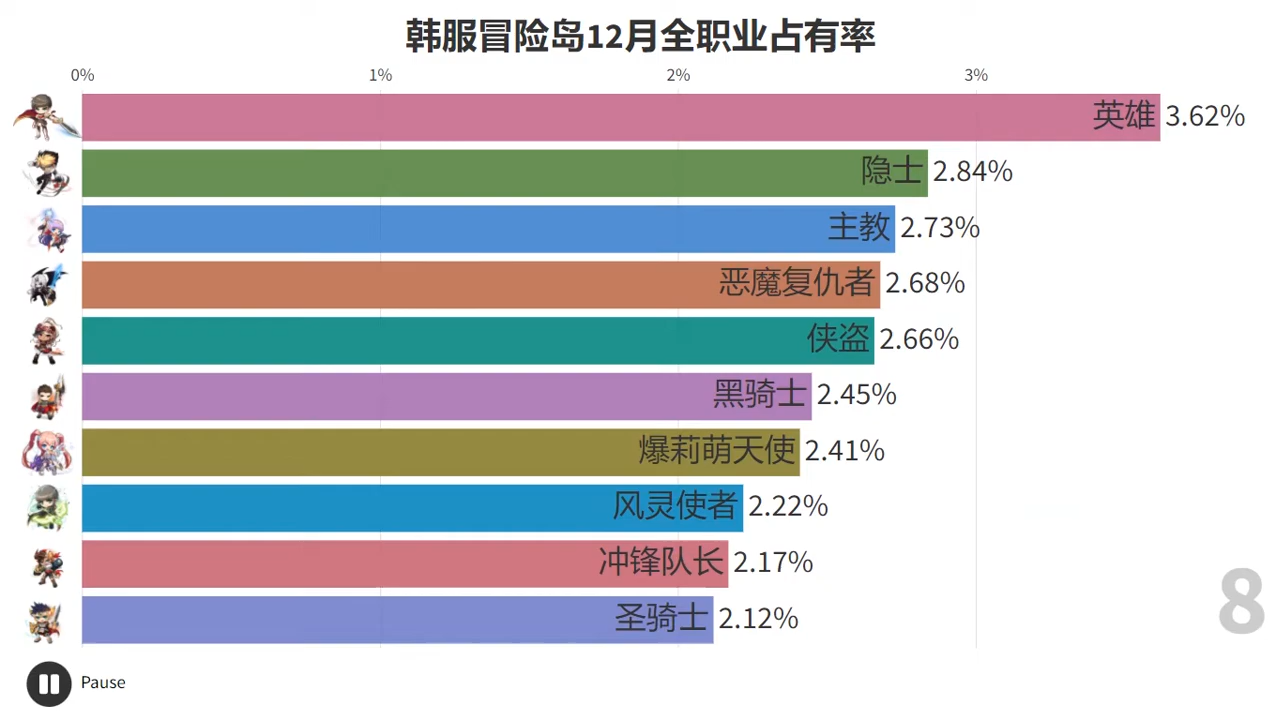 韩服冒险岛12月全职业占有率
0% 1% 2% 3%
英雄 3.62%
隐士 2.84%
主教 2.73%
恶魔复仇者 2.68%
侠盗 2.66%
黑骑士 2.45%
爆莉萌天使 2.41%
风灵使者 2.22%
冲锋队长 2.17%
圣骑士 2.12%
8
Pause